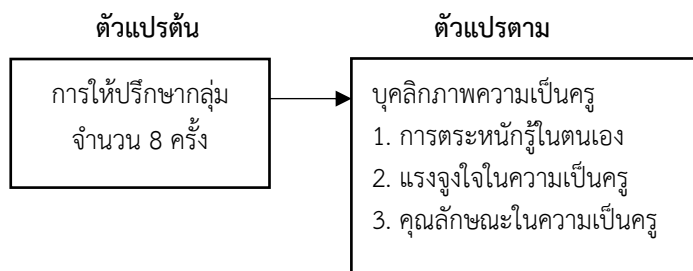 ตัวแปรต้น
ตัวแปรตาม
การให้ปรึกษากลุ่ม
จำนวน 8 ครั้ง
บุคลิกภาพความเป็นครู
1. การตระหนักรู้ในตนเอง
2. แรงจูงใจในความเป็นครู
3. คุณลักษณะในความเป็นครู